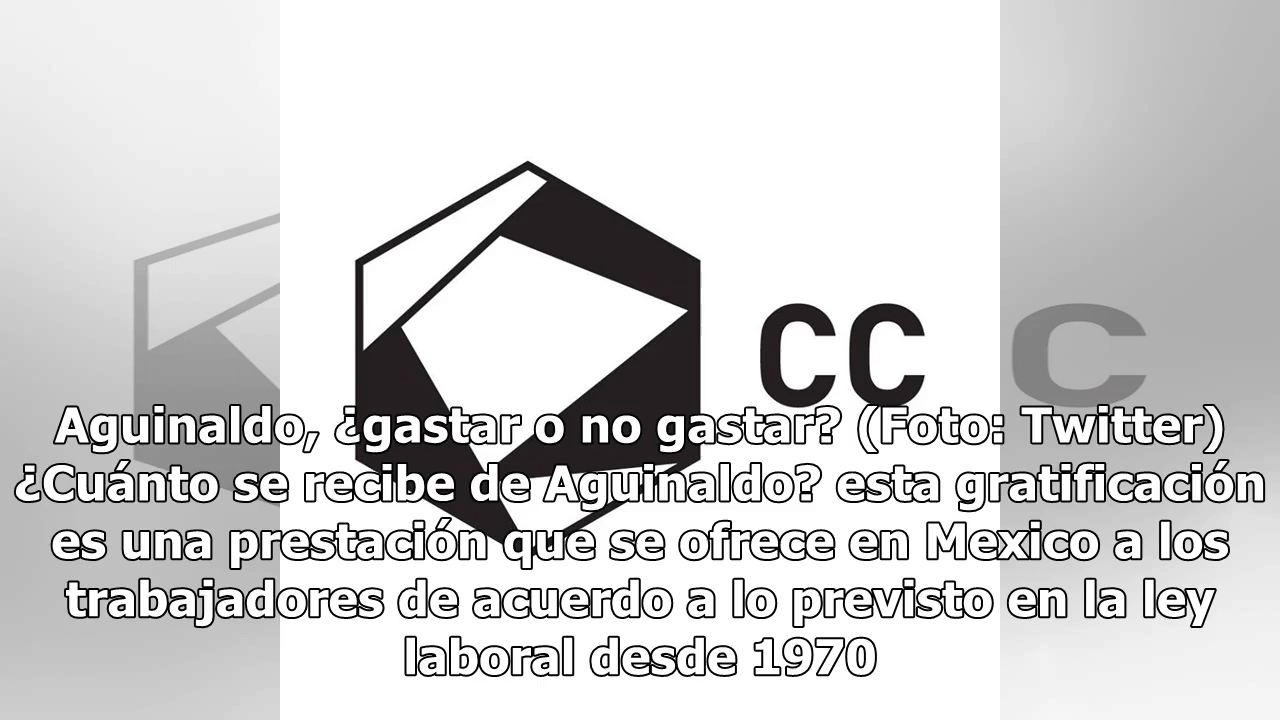 CC
C
Aguinaldo, ¿gastar o no gastar? (Foto: Twitter)
¿Cuánto se recibe de Aguinaldo? esta gratificación
es una prestación que se ofrece en Mexico a los
trabajadores de acuerdo a lo previsto en la ley
laboral desde 1970